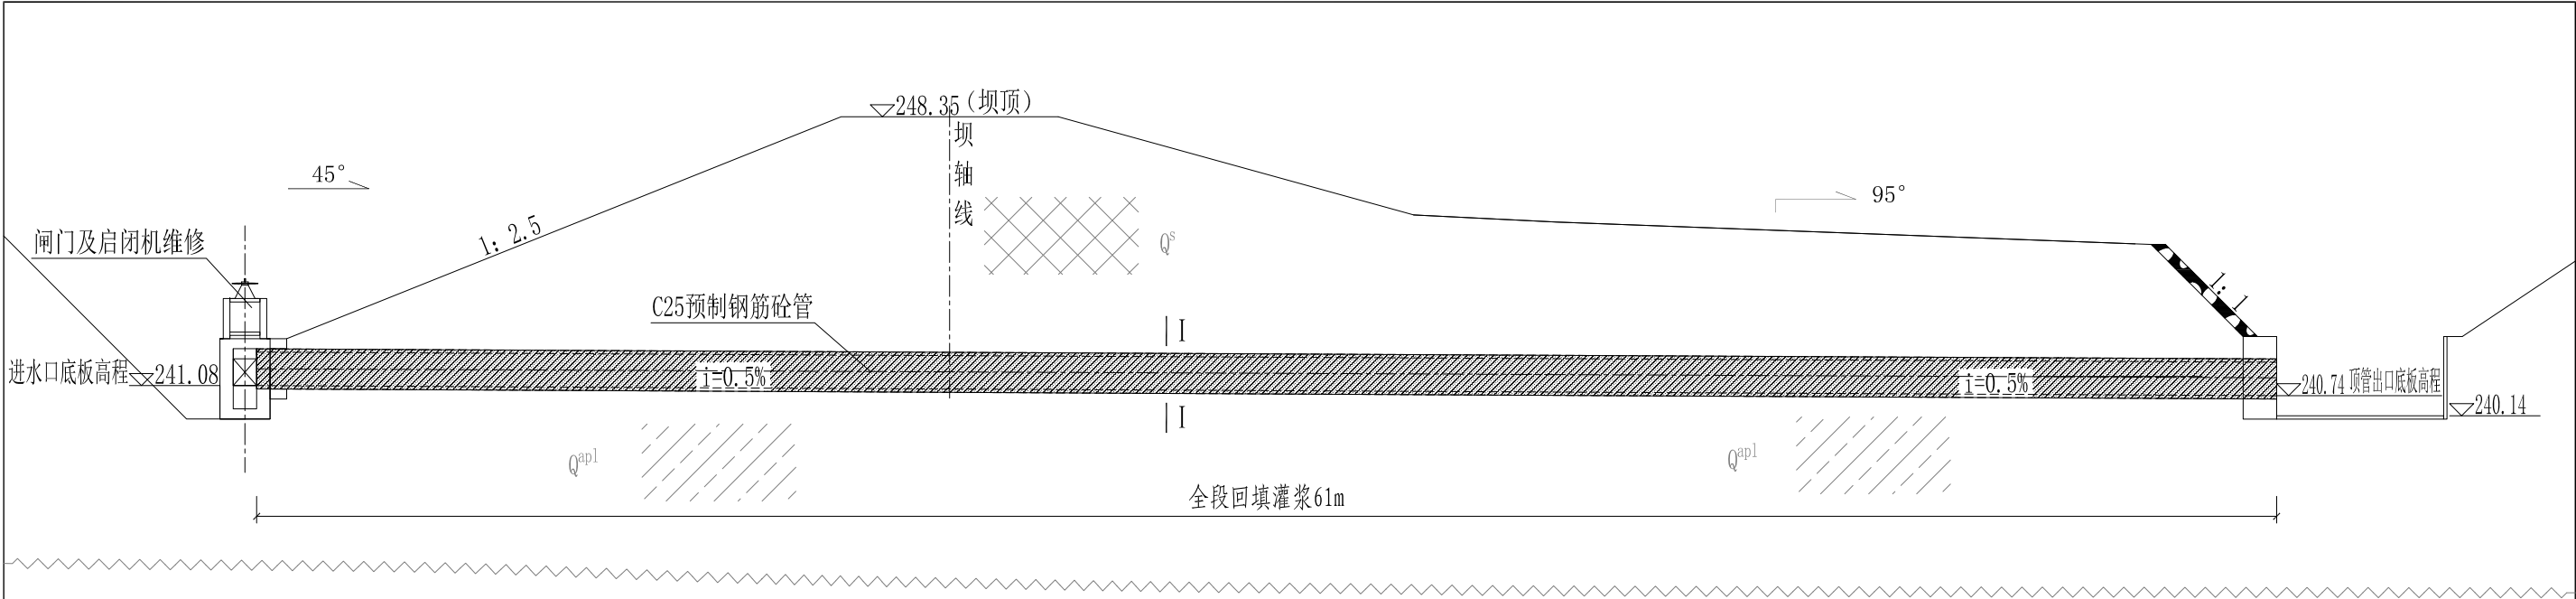 248.35(坝顶)
坝轴线
45°
95°
1: 2.5
闸门及启闭机维修
Qs
1: 1
C25预制钢筋砼管
I
进水口底板高程
241.08
i=0.5%
i=0.5%
240.74
顶管出口底板高程
240.14
I
Qapl
Qapl
全段回填灌浆61m